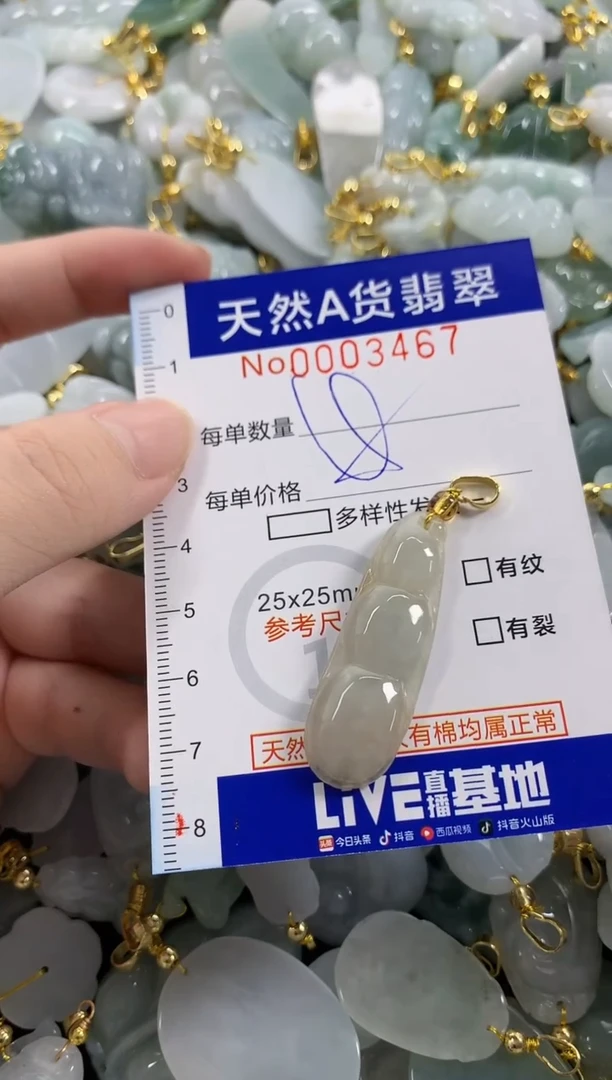 天然A货翡翠
No0003467
0
1
3
4
5
6
7
8
每单数量
每单价格
多样性
有纹
25x25m
参考尺
有裂
天然
有棉均属正常
LIVE直播基地
头条 今日头条 抖音 西瓜视频 抖音火山版